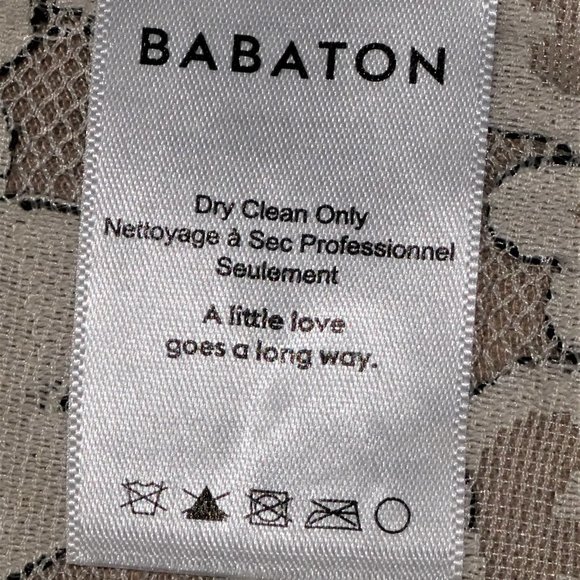 BABATON
Dry Clean Only
Nettoyage à Sec Professionnel
Seulement
A little love
goes a long way.